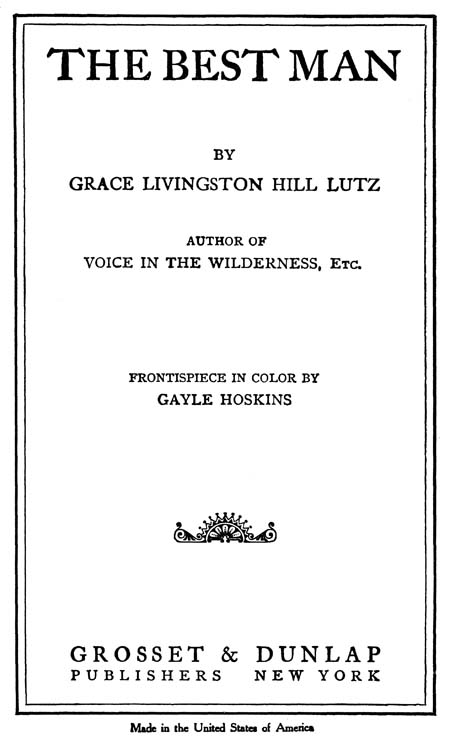 THE BEST MAN
BY
GRACE LIVINGSTON HILL LUTZ
AUTHOR OF
VOICE IN THE WILDERNESS, ETC.
FRONTISPIECE IN COLOR BY
GAYLE HOSKINS
GROSSET & DUNLAP
PUBLISHERS NEW YORK
Made in the United States of America